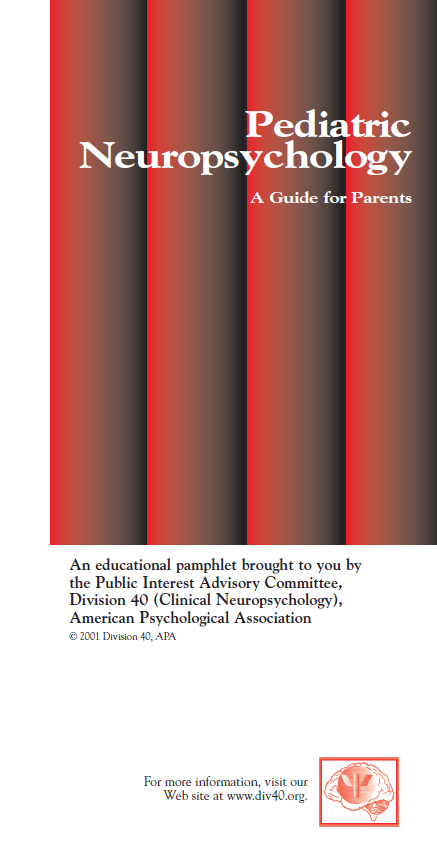 Pediatric
Neuropsychology
A Guide for Parents
An educational pamphlet brought to you by
the Public Interest Advisory Committee,
Division 40 (Clinical Neuropsychology),
American Psychological Association
© 2001 Division 40, APA
For more information, visit our
Web site at www.div40.org.